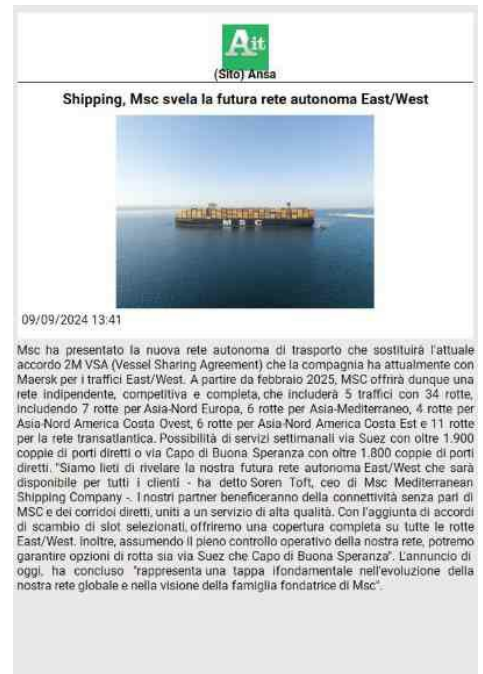 Ait
(Sito) Ansa
Shipping, Msc svela la futura rete autonoma East/West
MSC
09/09/2024 13:41
Msc ha presentato la nuova rete autonoma di trasporto che sostituirà l'attuale
accordo 2M VSA (Vessel Sharing Agreement) che la compagnia ha attualmente con
Maersk per i traffici East/West. A partire da febbraio 2025, MSC offrirà dunque una
rete indipendente, competitiva e completa, che includerà 5 traffici con 34 rotte,
includendo 7 rotte per Asia-Nord Europa, 6 rotte per Asia-Mediterraneo, 4 rotte per
Asia-Nord America Costa Ovest, 6 rotte per Asia-Nord America Costa Est e 11 rotte
per la rete transatlantica. Possibilità di servizi settimanali via Suez con oltre 1.900
coppie di porti diretti o via Capo di Buona Speranza con oltre 1.800 coppie di porti
diretti. "Siamo lieti di rivelare la nostra futura rete autonoma East/West che sarà
disponibile per tutti i clienti - ha detto Soren Toft, ceo di Msc Mediterranean
Shipping Company -. I nostri partner beneficeranno della connettività senza pari di
MSC e dei corridoi diretti, uniti a un servizio di alta qualità. Con l'aggiunta di accordi
di scambio di slot selezionati, offriremo una copertura completa su tutte le rotte
East/West. Inoltre, assumendo il pieno controllo operativo della nostra rete, potremo
garantire opzioni di rotta sia via Suez che Capo di Buona Speranza". L'annuncio di
oggi, ha concluso "rappresenta una tappa ifondamentale nell'evoluzione della
nostra rete globale e nella visione della famiglia fondatrice di Msc".